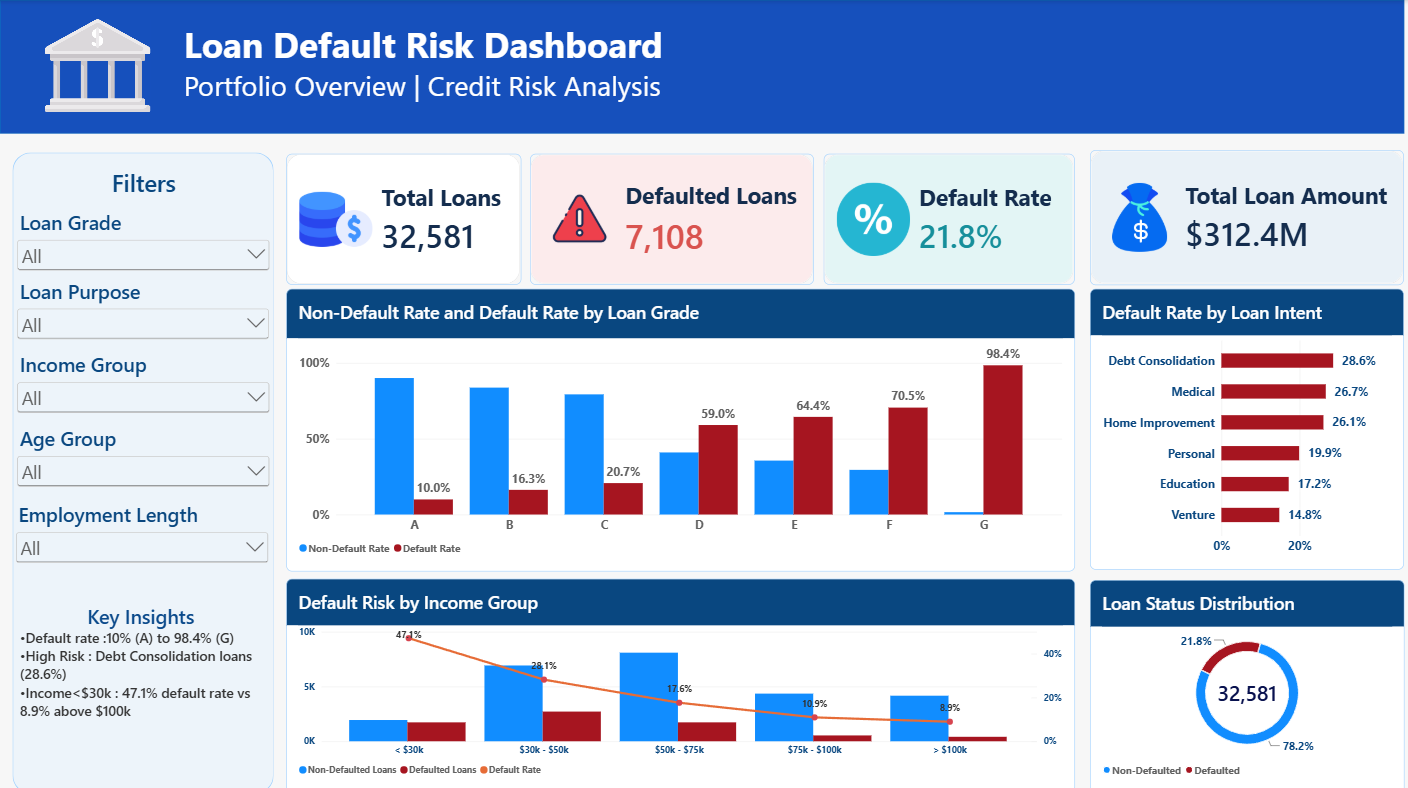 $
Loan Default Risk Dashboard
Portfolio Overview | Credit Risk Analysis
Filters
Loan Grade
All
Loan Purpose
All
Income Group
All
Age Group
All
Employment Length
All
Key Insights
•Default rate :10% (A) to 98.4% (G)
•High Risk : Debt Consolidation loans
(28.6%)
•Income<$30k : 47.1% default rate vs
8.9% above $100k
$
Total Loans
32,581
Defaulted Loans
7,108
%
Default Rate
21.8%
$
Total Loan Amount
$312.4M
Non-Default Rate and Default Rate by Loan Grade
100%
50%
0%
10.0%
16.3%
20.7%
59.0%
64.4%
70.5%
98.4%
A B C D E F G
Non-Default Rate Default Rate
Default Rate by Loan Intent
Debt Consolidation 28.6%
Medical 26.7%
Home Improvement 26.1%
Personal 19.9%
Education 17.2%
Venture 14.8%
0% 20%
Default Risk by Income Group
10K
5K
0K
47.1%
28.1%
17.6%
10.9%
8.9%
40%
20%
0%
< $30k $30k - $50k $50k - $75k $75k - $100k > $100k
Non-Defaulted Loans Defaulted Loans Default Rate
Loan Status Distribution
21.8%
32,581
78.2%
Non-Defaulted Defaulted